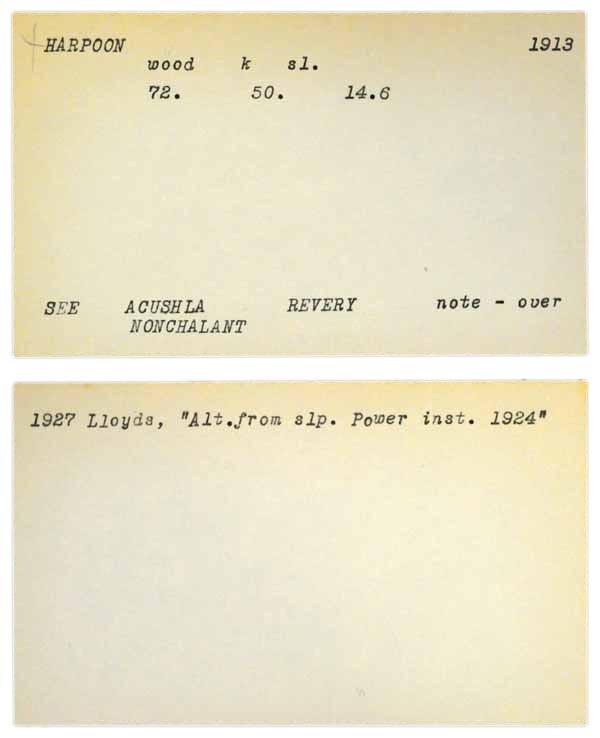 HARPOON 1913
wood k sl.
72. 50. 14.6
SEE ACUSHLA REVERY note - over
NONCHALANT
1927 Lloyds, "Alt.from slp. Power inst. 1924"